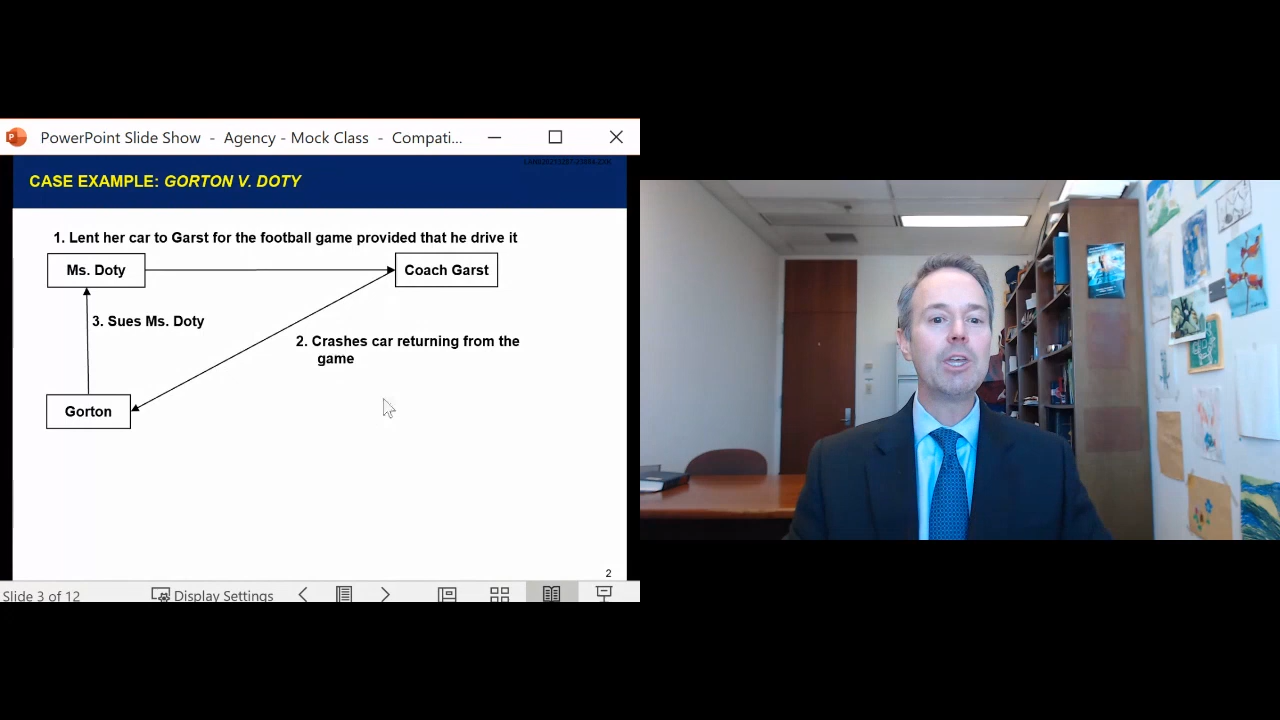 PowerPoint Slide Show - Agency - Mock Class - Compati...
CASE EXAMPLE: GORTON V. DOTY
1. Lent her car to Garst for the football game provided that he drive it
Ms. Doty
Coach Garst
3. Sues Ms. Doty
2. Crashes car returning from the
game
Gorton
2
Slide 3 of 12
Display Settings